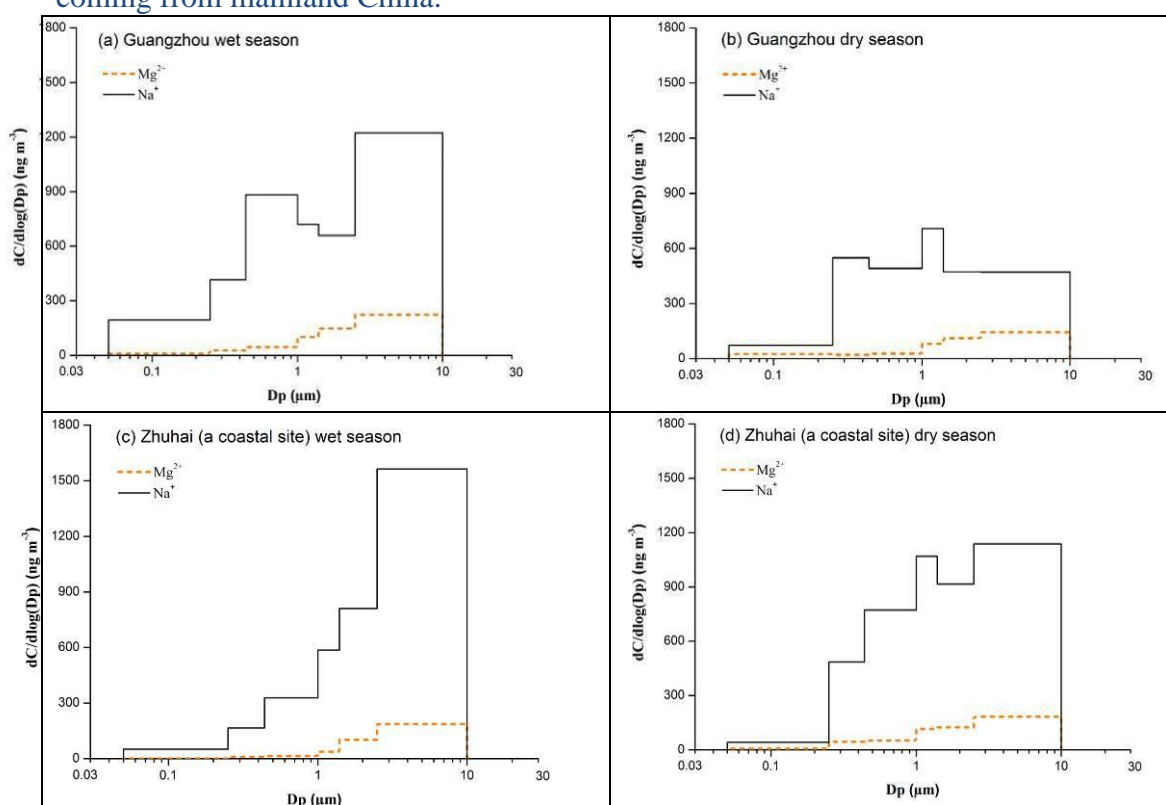 coming from mainland China.
(a) Guangzhou wet season
Mg2+
Na+
dC/dlog(Dp) (ng m-3)
1800
1500
1200
900
600
300
0
0.03
0.1
1
10
30
Dp (μm)
(b) Guangzhou dry season
Mg2+
Na+
dC/dlog(Dp) (ng m-3)
1800
1500
1200
900
600
300
0
0.03
0.1
1
10
30
Dp (μm)
(c) Zhuhai (a coastal site) wet season
Mg2+
Na+
dC/dlog(Dp) (ng m-3)
1800
1500
1200
900
600
300
0
0.03
0.1
1
10
30
Dp (μm)
(d) Zhuhai (a coastal site) dry season
Mg2+
Na+
dC/dlog(Dp) (ng m-3)
1800
1500
1200
900
600
300
0
0.03
0.1
1
10
30
Dp (μm)